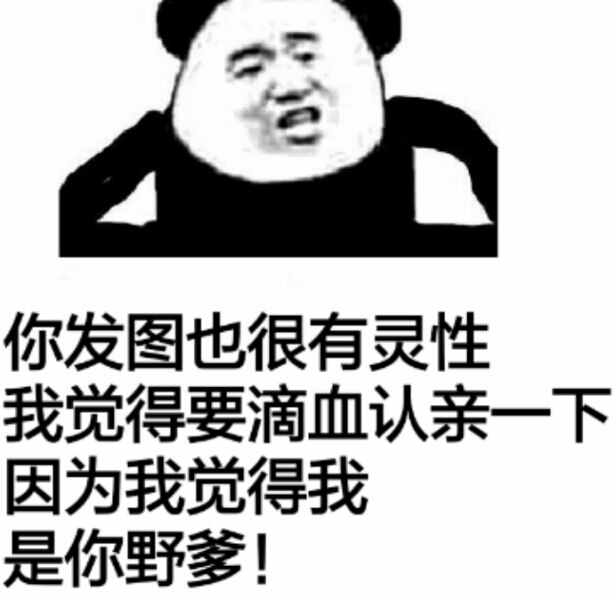 你发图也很有灵性
我觉得要滴血认亲一下
因为我觉得我
是你野爹!